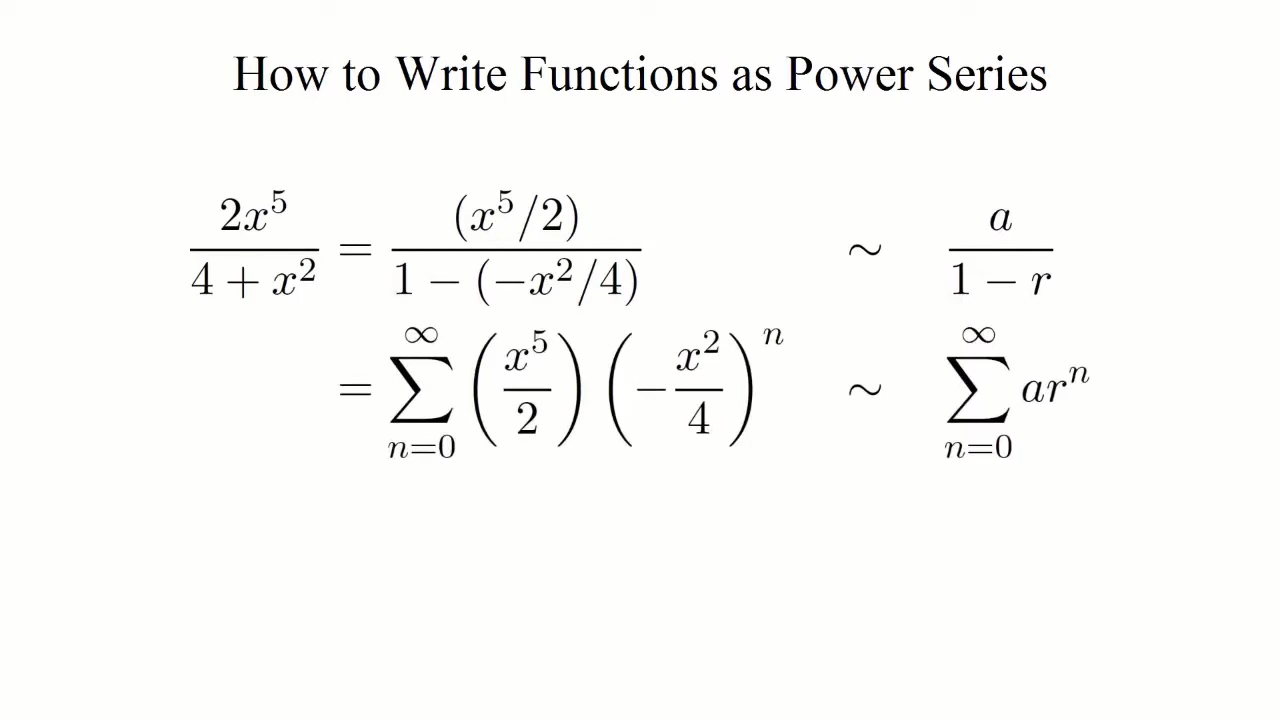 How to Write Functions as Power Series
2x^5/(4 + x^2) = (x^5/2)/(1 − (−x^2/4)) ∼ a/(1 − r)
= ∑_{n=0}^{∞} (x^5/2) (−x^2/4)^n ∼ ∑_{n=0}^{∞} ar^n